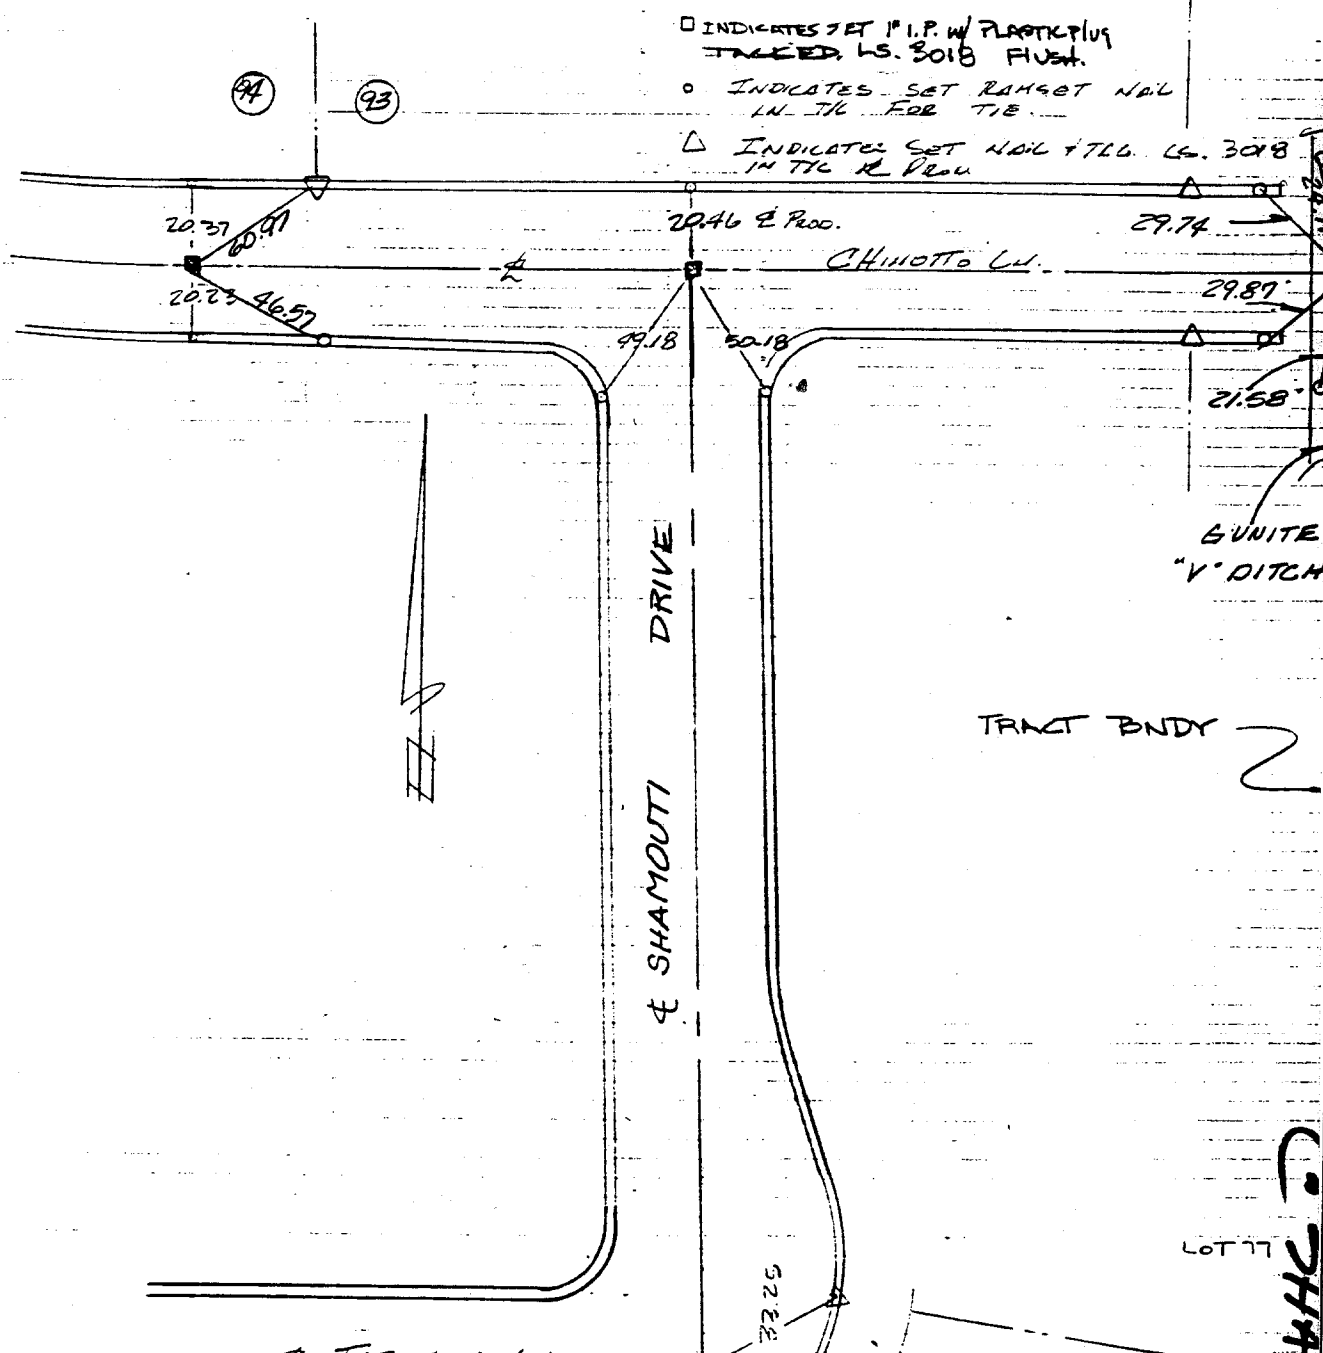 □ INDICATES SET 1" I.P. W/ PLASTIC PLUG
TAGGED. LS. 3018 FLUSH.
○ INDICATES SET RAMSET NAIL
IN T/C FOR TIE
△ INDICATES SET NAIL & TAG LS. 3018
IN T/C PROD
94
93
20.37
60.97
20.46 ℄ PROD.
29.74
℄
CHINOTTO LN.
20.23
46.57
29.87
49.18
50.18
21.58
GUNITE
"V" DITCH
℄ SHAMOUTI DRIVE
TRACT BNDY
LOT 77
33.25